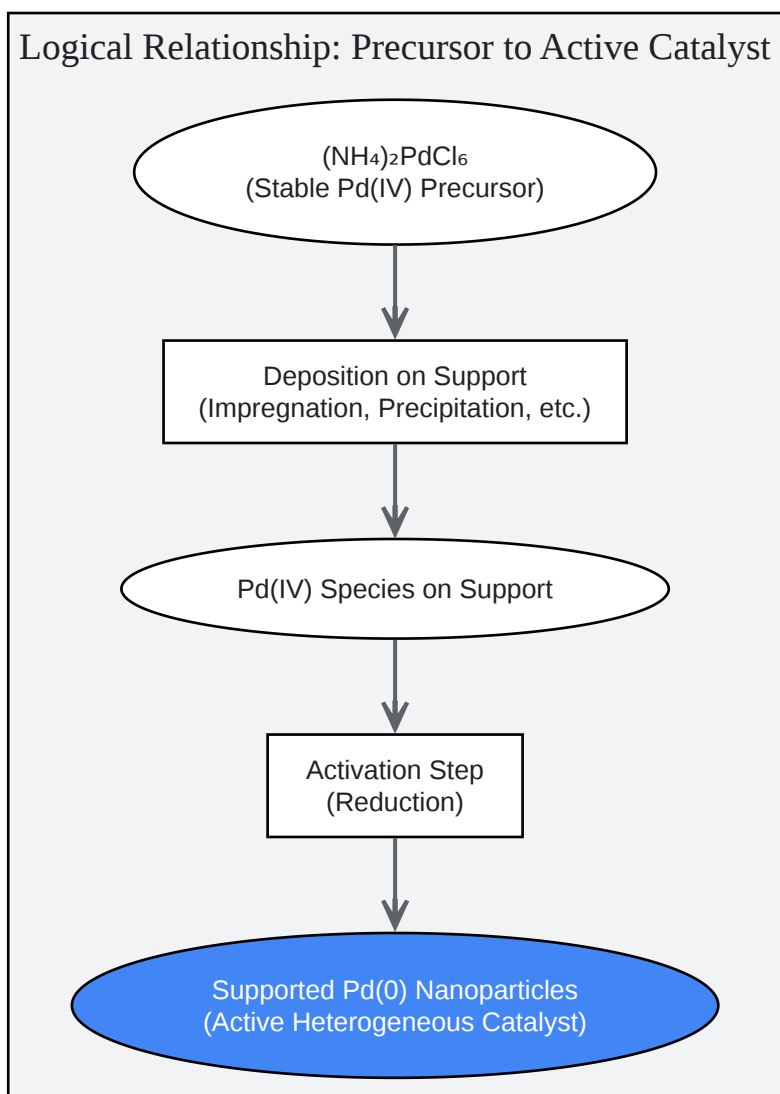 Logical Relationship: Precursor to Active Catalyst
(NH₄)₂PdCl₆
(Stable Pd(IV) Precursor)
Deposition on Support
(Impregnation, Precipitation, etc.)
Pd(IV) Species on Support
Activation Step
(Reduction)
Supported Pd(0) Nanoparticles
(Active Heterogeneous Catalyst)